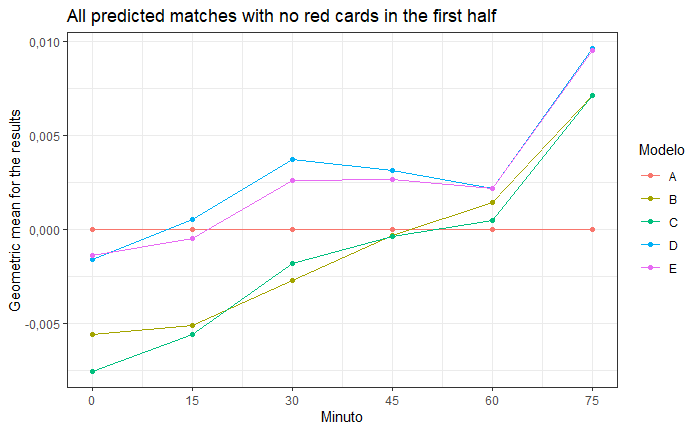 All predicted matches with no red cards in the first half
Geometric mean for the results
0,010
0,005
0,000
-0,005
0 15 30 45 60 75
Minuto
Modelo
A
B
C
D
E